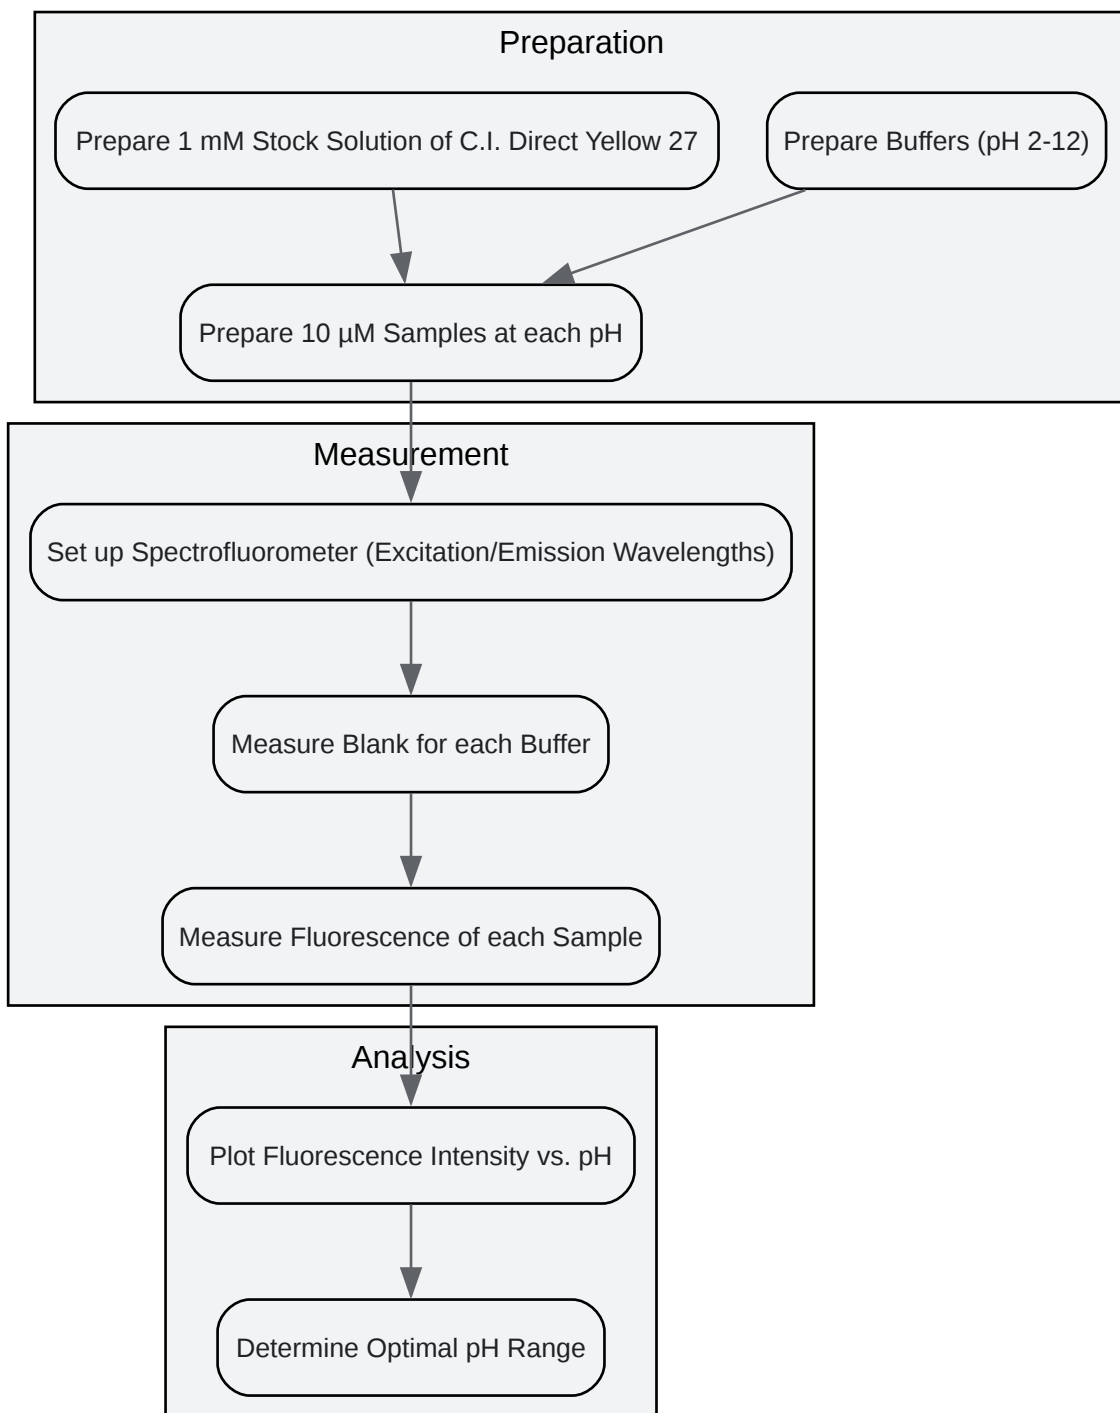 Preparation
Prepare 1 mM Stock Solution of C.I. Direct Yellow 27
Prepare Buffers (pH 2-12)
Prepare 10 µM Samples at each pH
Measurement
Set up Spectrofluorometer (Excitation/Emission Wavelengths)
Measure Blank for each Buffer
Measure Fluorescence of each Sample
Analysis
Plot Fluorescence Intensity vs. pH
Determine Optimal pH Range